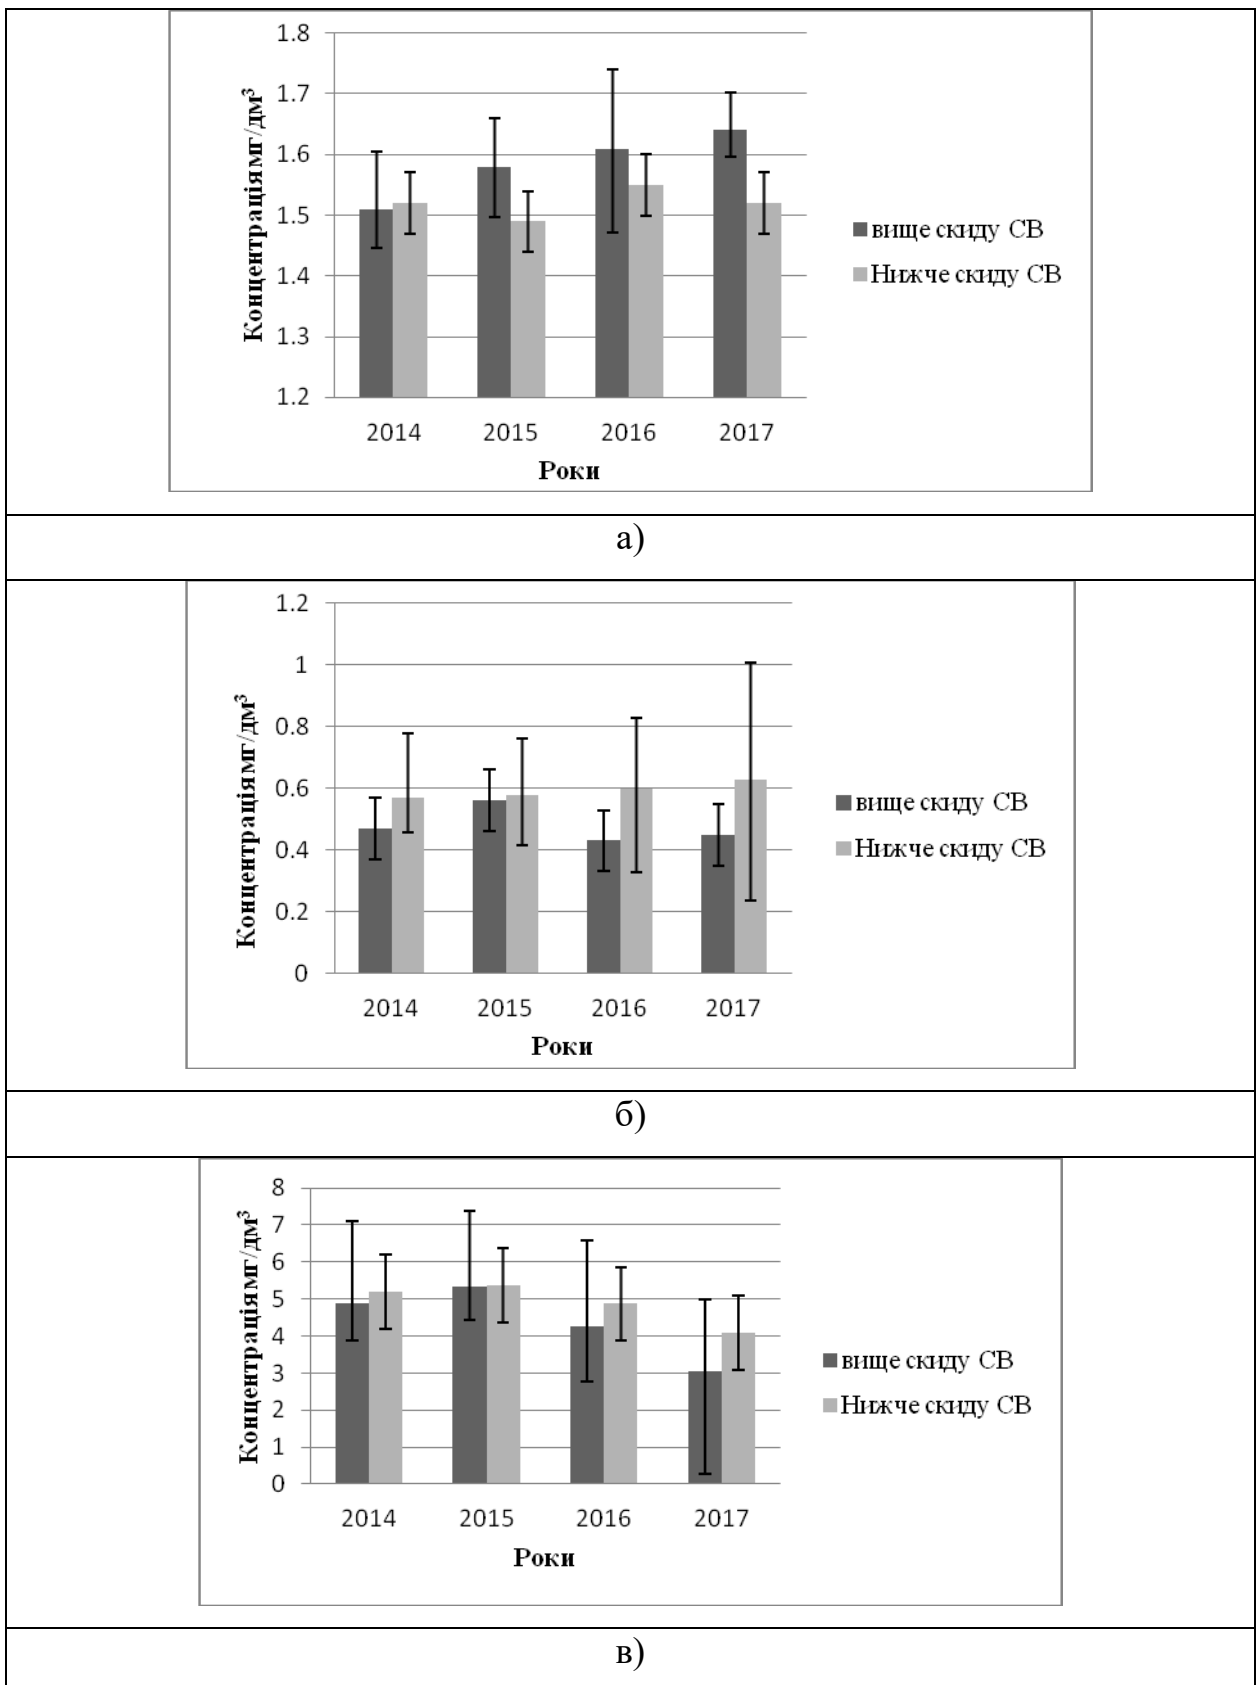 1.8
1.7
1.6
1.5
1.4
1.3
1.2
Концентраціямг/дм³
2014 2015 2016 2017
Роки
вище скиду СВ
Нижче скиду СВ
а)
1.2
1
0.8
0.6
0.4
0.2
0
Концентраціямг/дм³
2014 2015 2016 2017
Роки
вище скиду СВ
Нижче скиду СВ
б)
8
7
6
5
4
3
2
1
0
Концентраціямг/дм³
2014 2015 2016 2017
Роки
вище скиду СВ
Нижче скиду СВ
в)